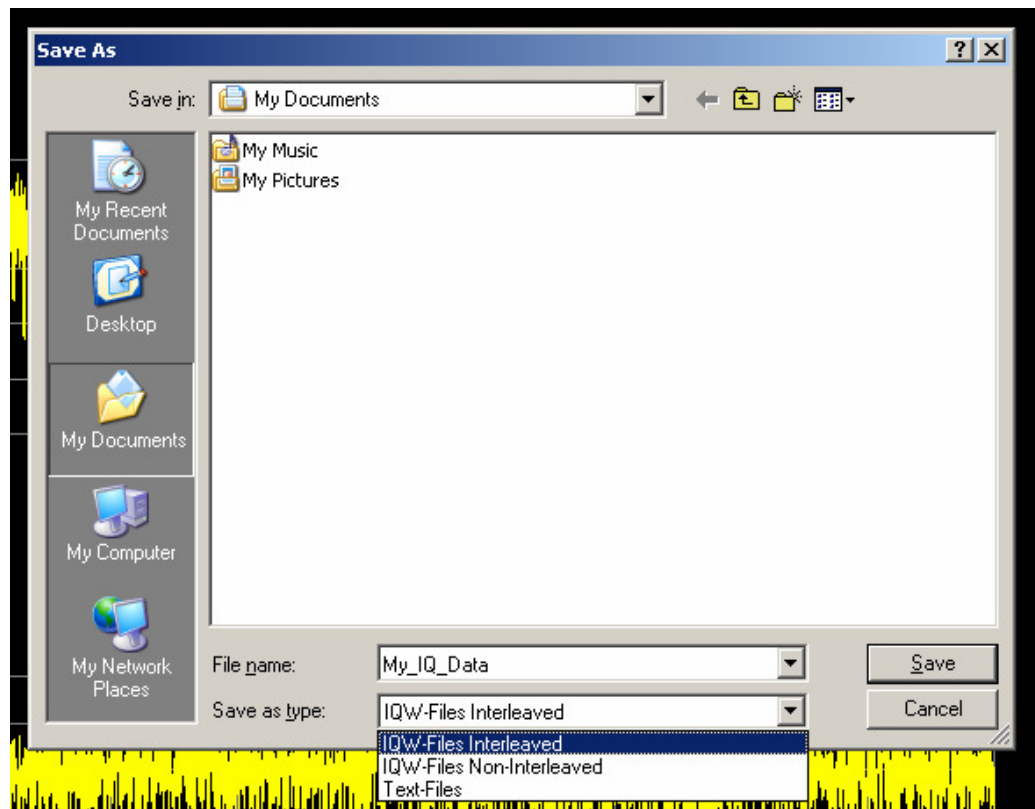 Save As
Save in:
My Documents
My Music
My Pictures
My Recent
Documents
Desktop
My Documents
My Computer
My Network
Places
File name:
My_IQ_Data
Save
Save as type:
IQW-Files Interleaved
Cancel
IQW-Files Interleaved
IQW-Files Non-Interleaved
Text-Files